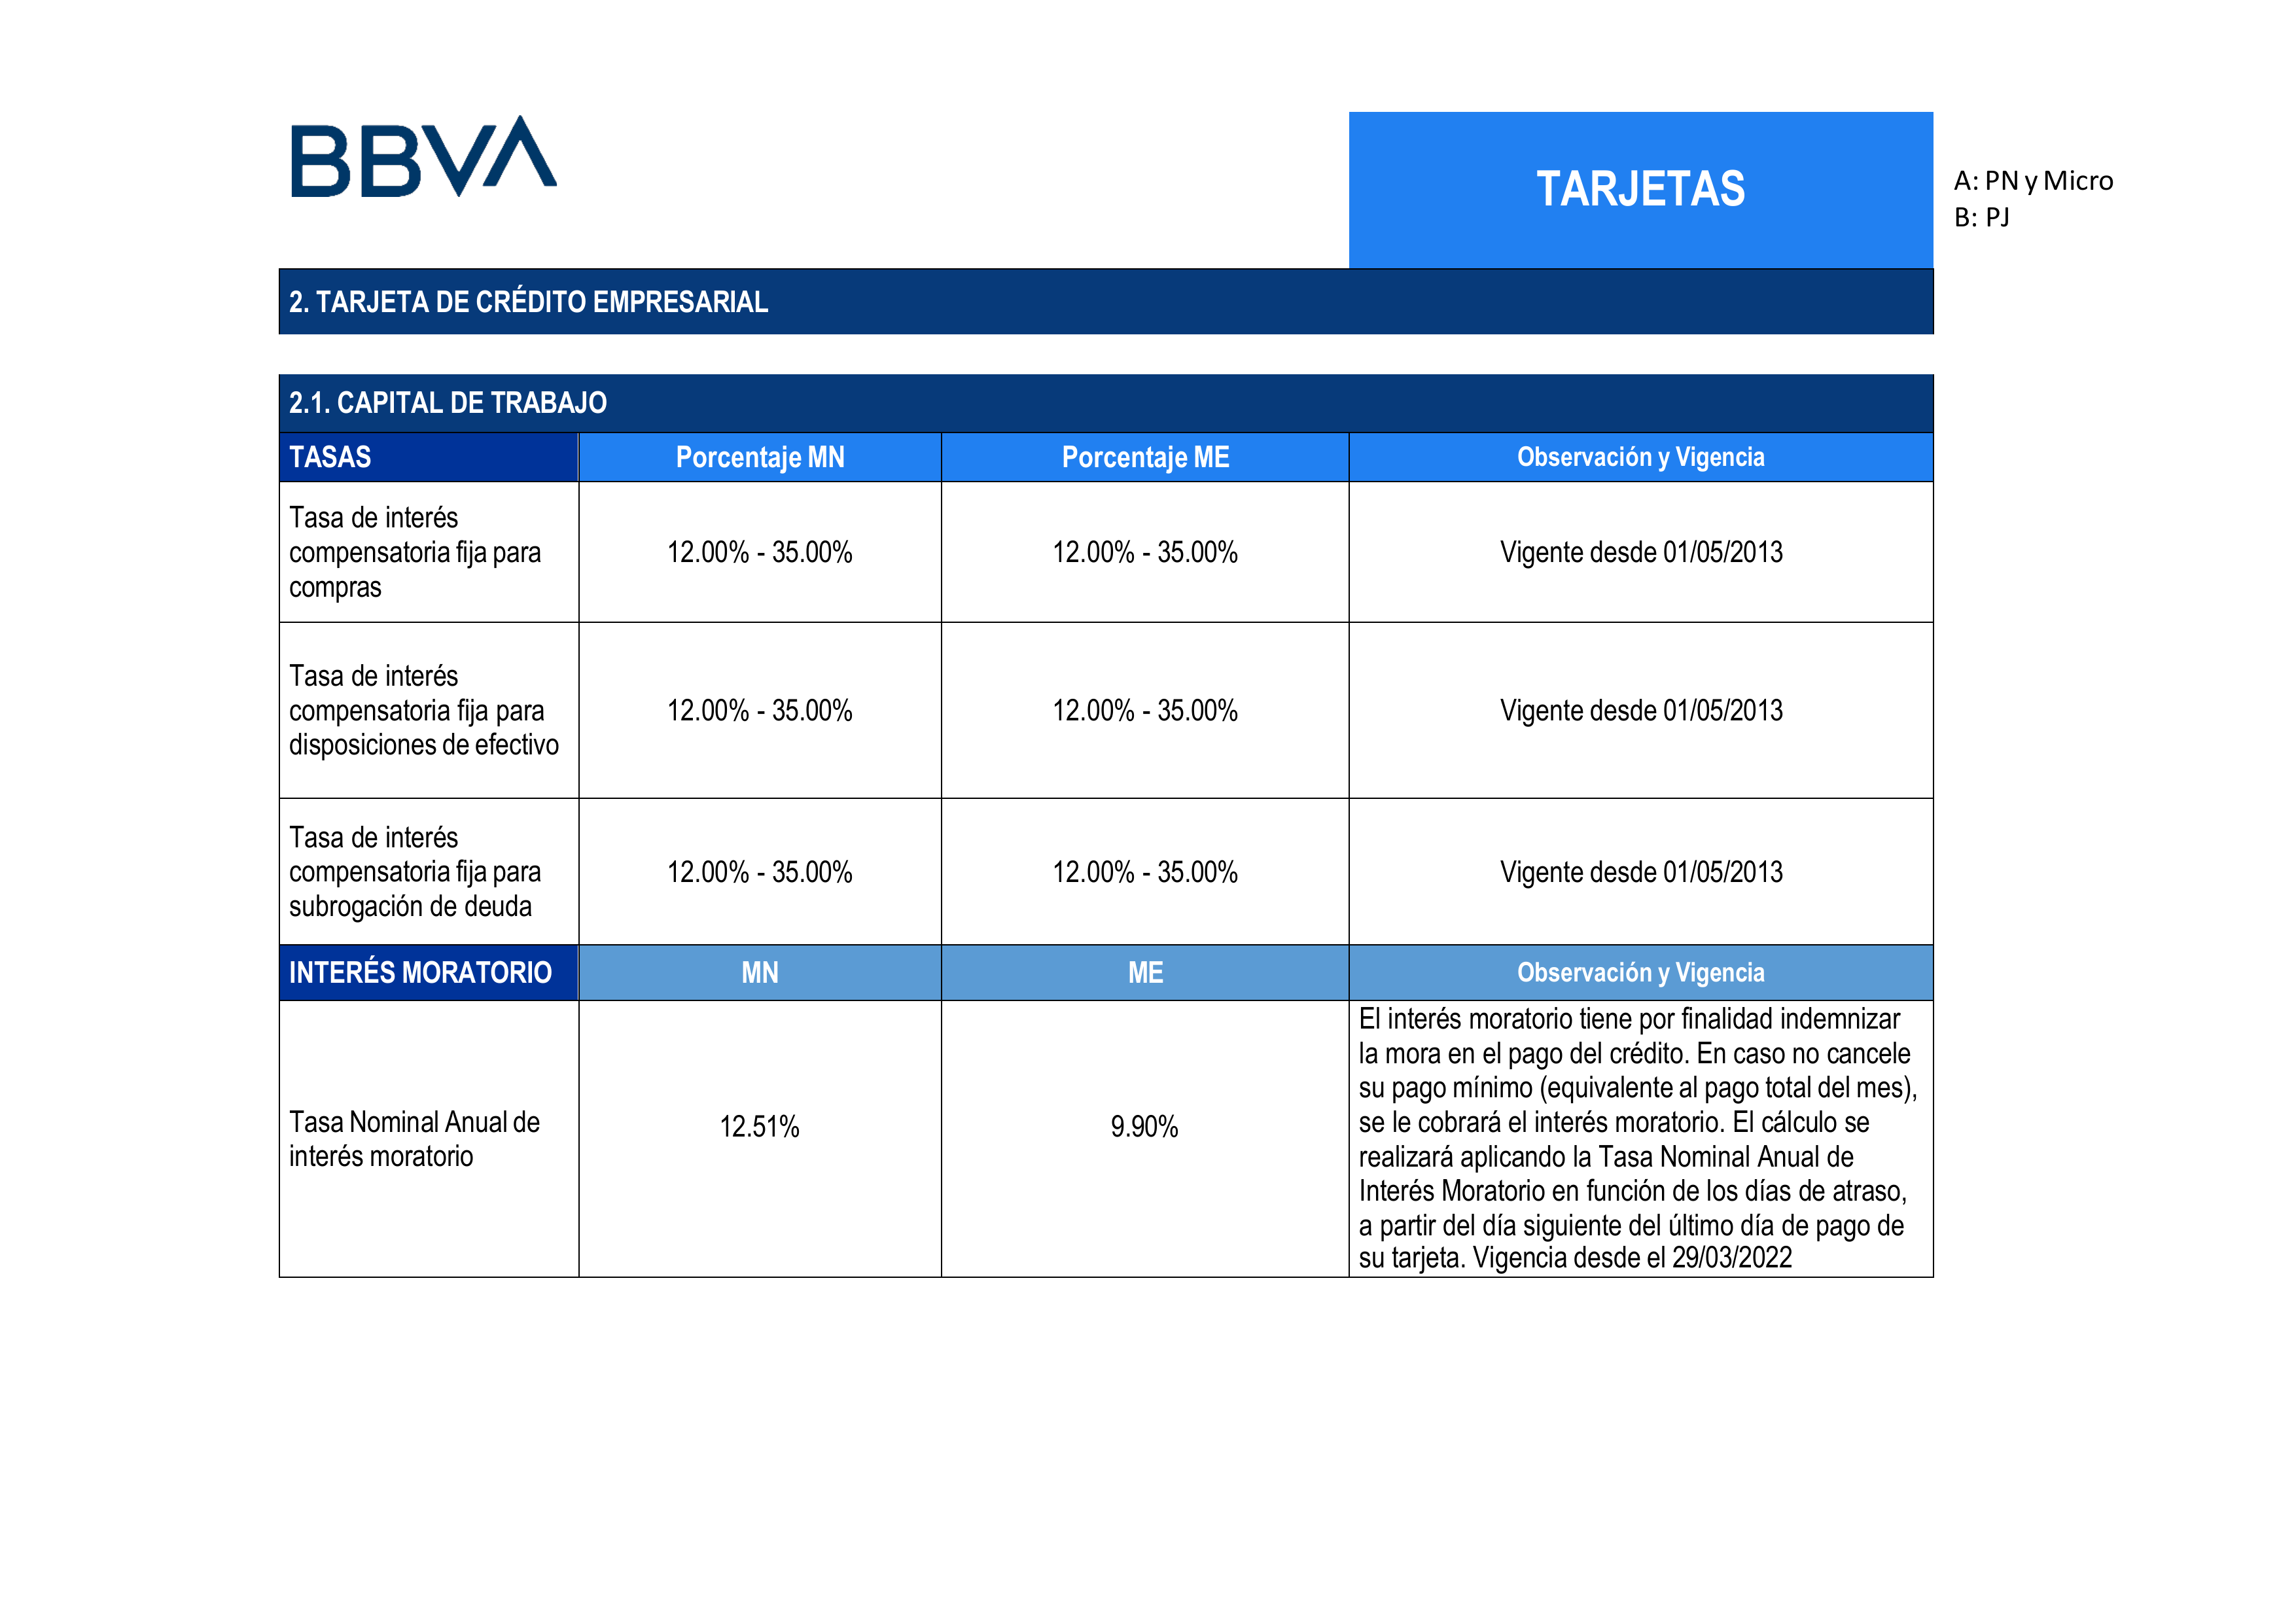 BBVA
TARJETAS
A: PN y Micro
B: PJ
2. TARJETA DE CRÉDITO EMPRESARIAL
2.1. CAPITAL DE TRABAJO
TASAS
Porcentaje MN
Porcentaje ME
Observación y Vigencia
Tasa de interés
compensatoria fija para
compras
12.00% - 35.00%
12.00% - 35.00%
Vigente desde 01/05/2013
Tasa de interés
compensatoria fija para
disposiciones de efectivo
12.00% - 35.00%
12.00% - 35.00%
Vigente desde 01/05/2013
Tasa de interés
compensatoria fija para
subrogación de deuda
12.00% - 35.00%
12.00% - 35.00%
Vigente desde 01/05/2013
INTERÉS MORATORIO
MN
ME
Observación y Vigencia
Tasa Nominal Anual de
interés moratorio
12.51%
9.90%
El interés moratorio tiene por finalidad indemnizar
la mora en el pago del crédito. En caso no cancele
su pago mínimo (equivalente al pago total del mes),
se le cobrará el interés moratorio. El cálculo se
realizará aplicando la Tasa Nominal Anual de
Interés Moratorio en función de los días de atraso,
a partir del día siguiente del último día de pago de
su tarjeta. Vigencia desde el 29/03/2022